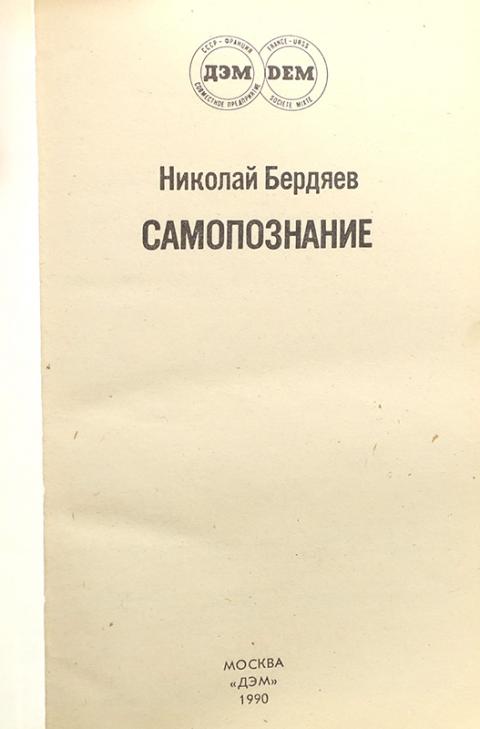 СССР - ФРАНЦИЯ
ДЭМ
СОВМЕСТНОЕ ПРЕДПРИЯТИЕ
FRANCE - URSS
DEM
SOCIETE MIXTE
Николай Бердяев
САМОПОЗНАНИЕ
МОСКВА
«ДЭМ»
1990